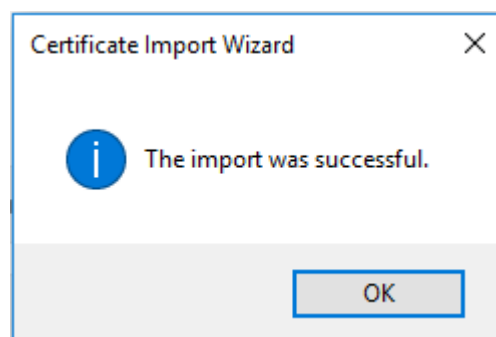 Certificate Import Wizard
The import was successful.
OK